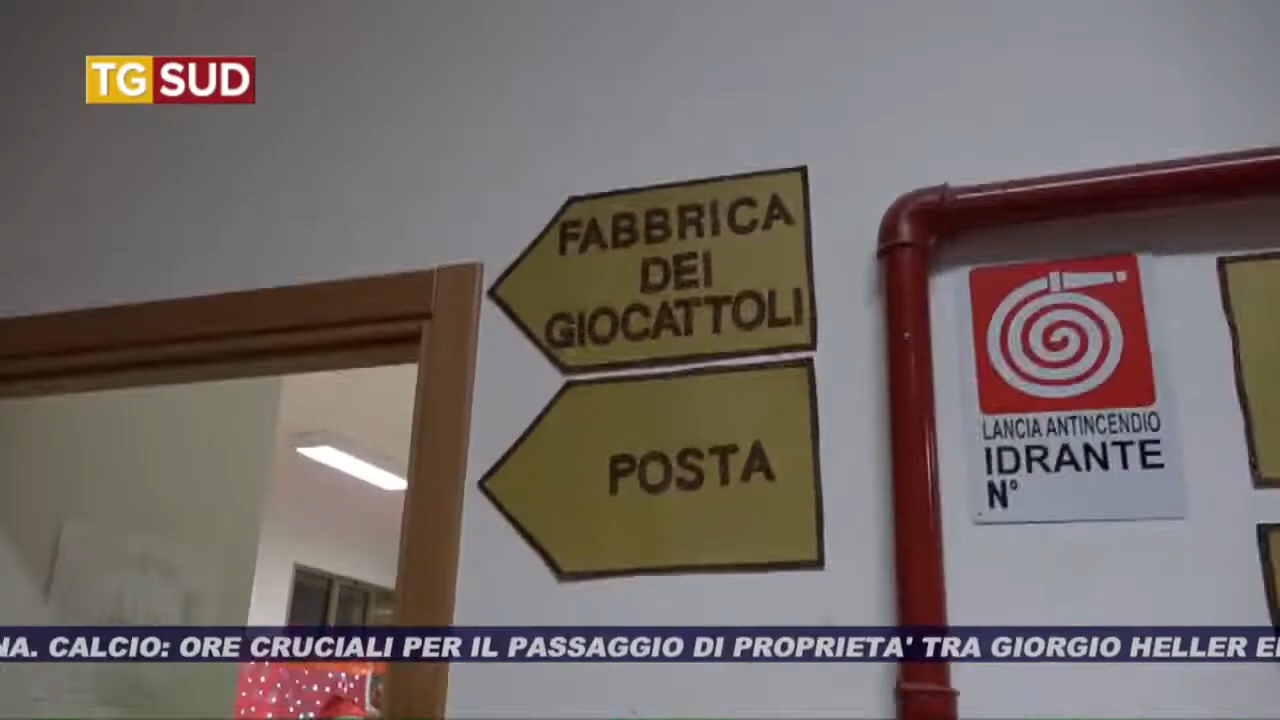 TG SUD
FABBRICA
DEI
GIOCATTOLI
POSTA
LANCIA ANTINCENDIO
IDRANTE
N°
NA. CALCIO: ORE CRUCIALI PER IL PASSAGGIO DI PROPRIETA' TRA GIORGIO HELLER